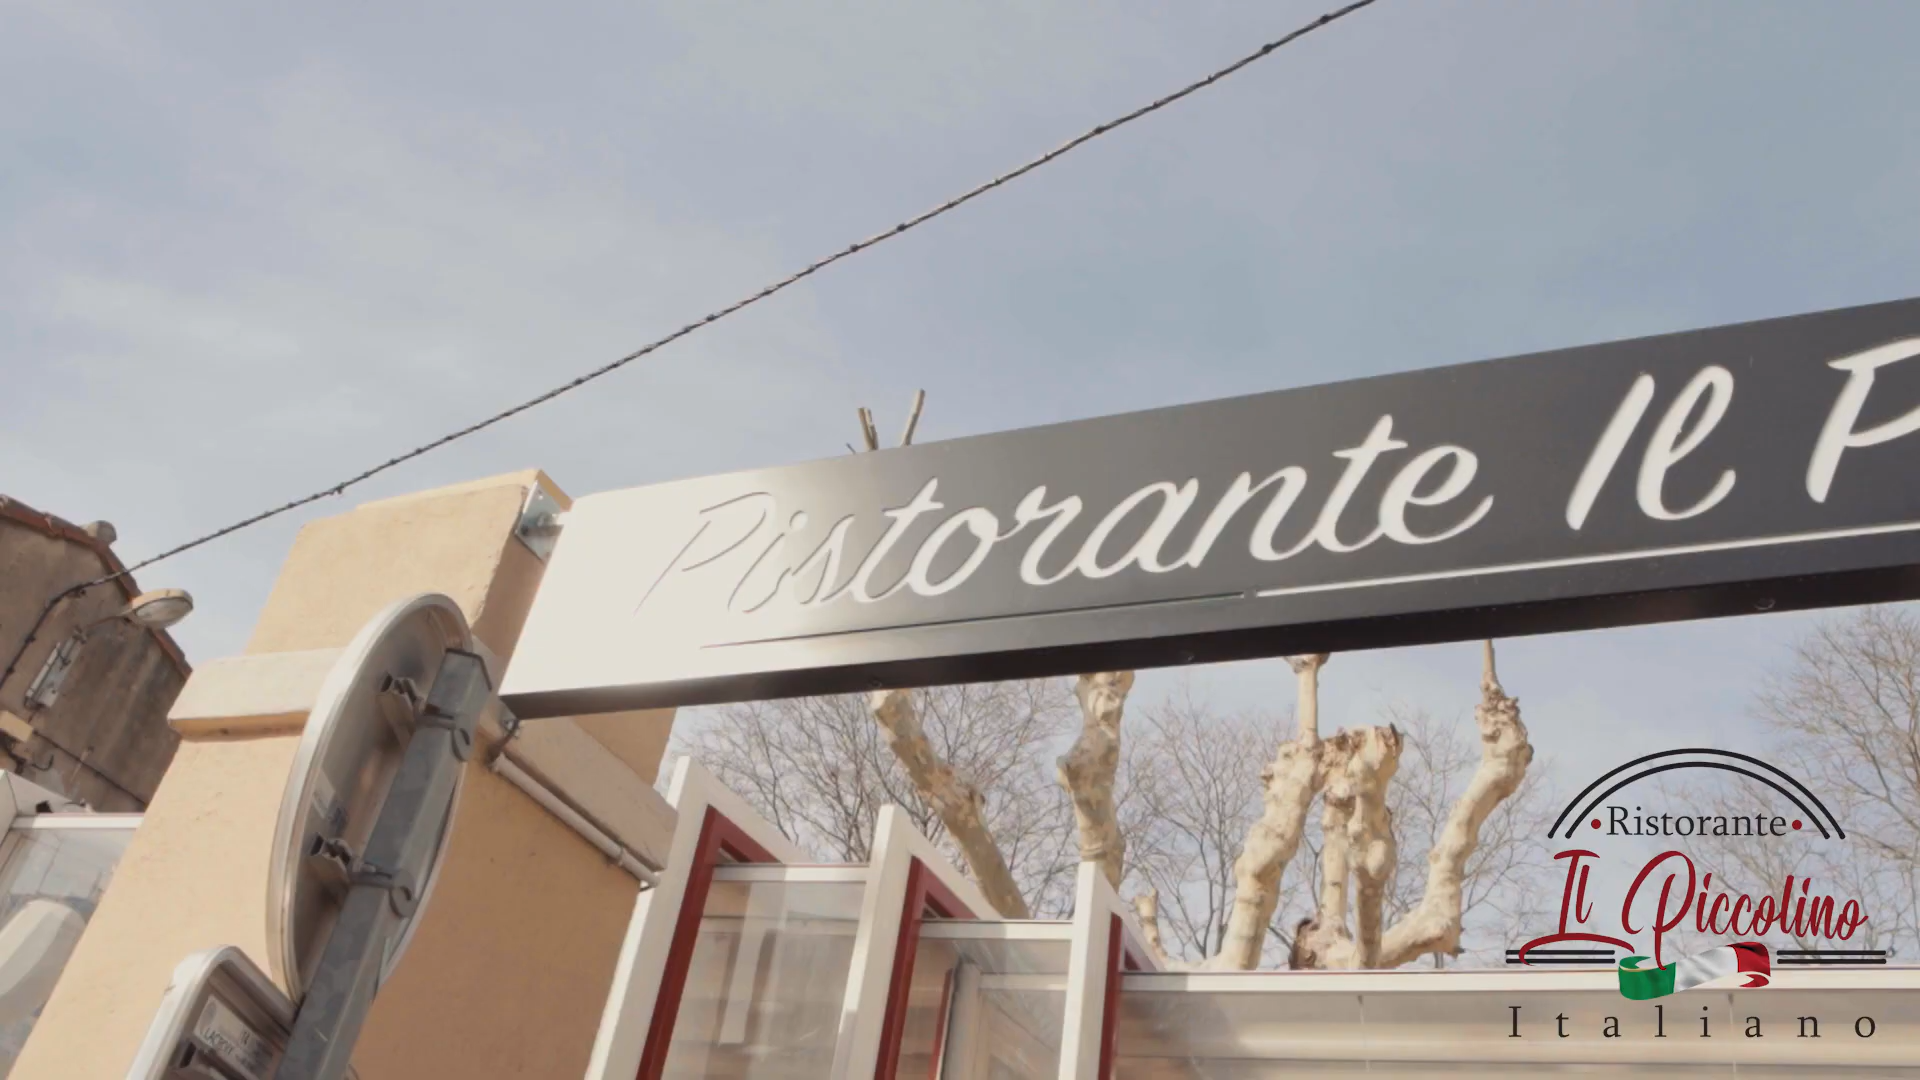 Ristorante Il P
Ristorante
Il Piccolino
Italiano